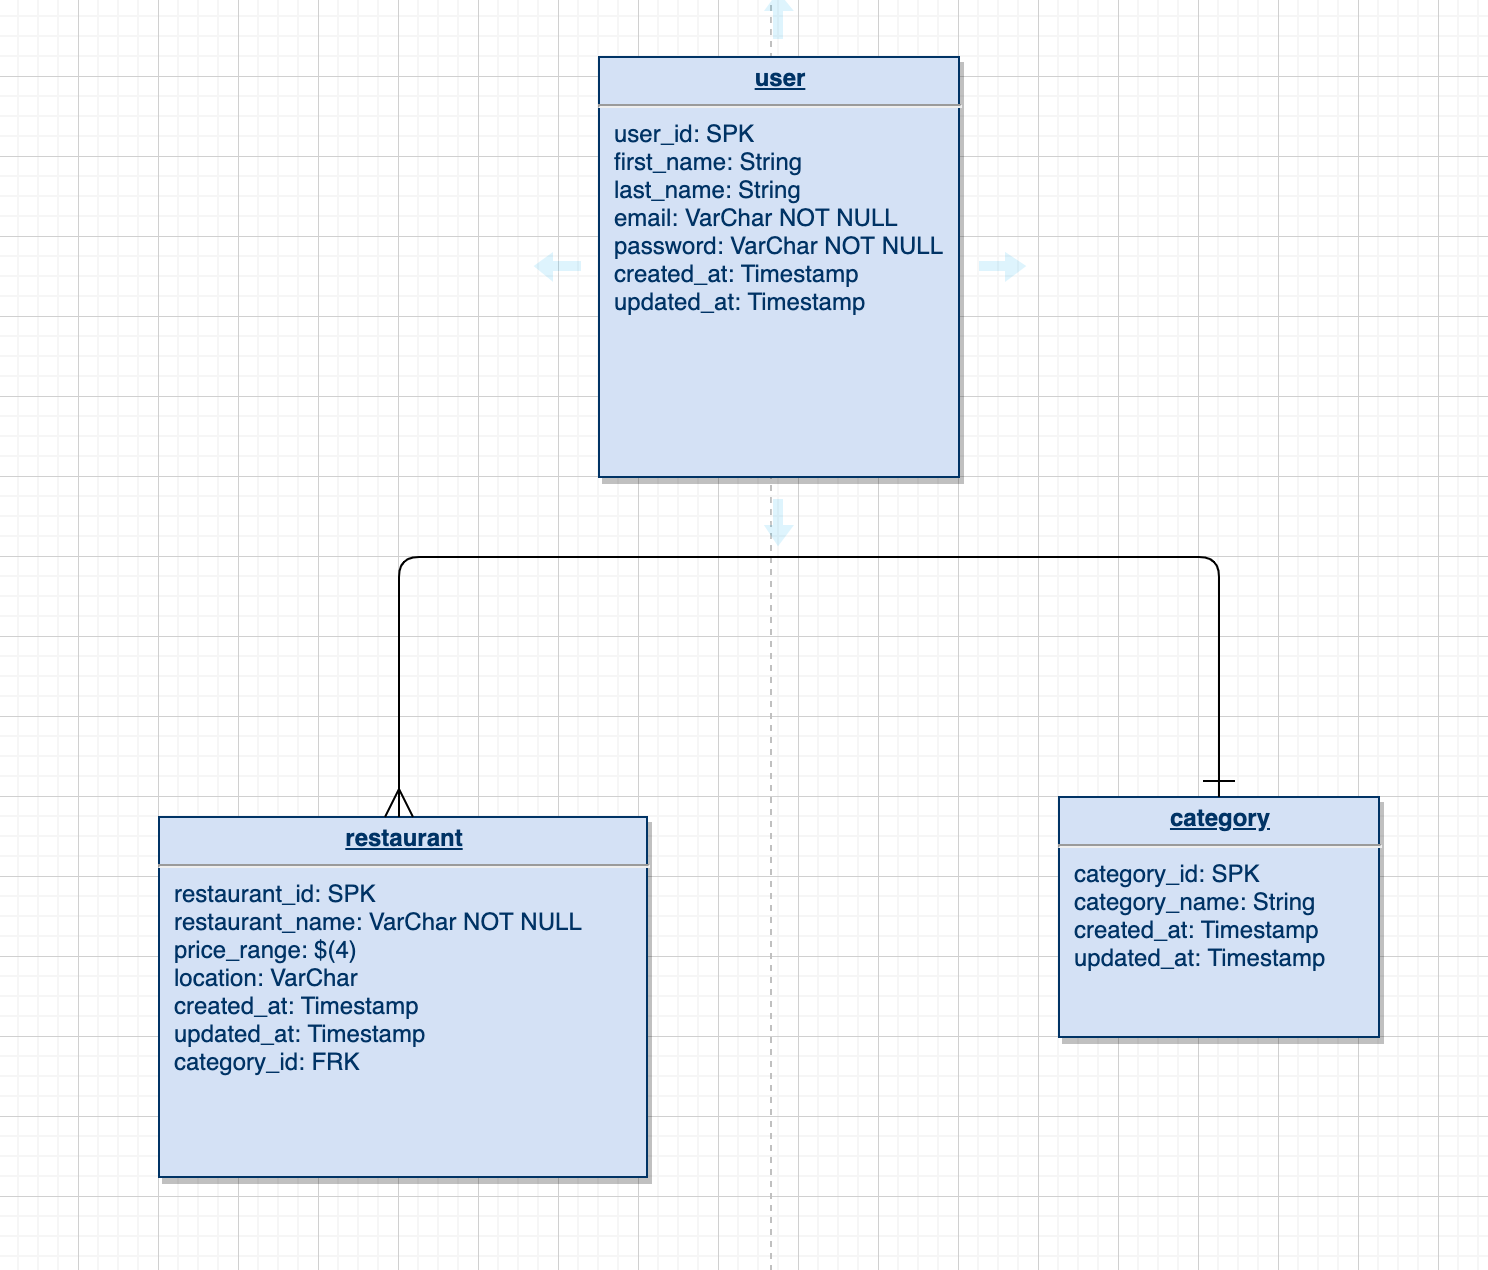 user
user_id: SPK
first_name: String
last_name: String
email: VarChar NOT NULL
password: VarChar NOT NULL
created_at: Timestamp
updated_at: Timestamp
restaurant
restaurant_id: SPK
restaurant_name: VarChar NOT NULL
price_range: $(4)
location: VarChar
created_at: Timestamp
updated_at: Timestamp
category_id: FRK
category
category_id: SPK
category_name: String
created_at: Timestamp
updated_at: Timestamp